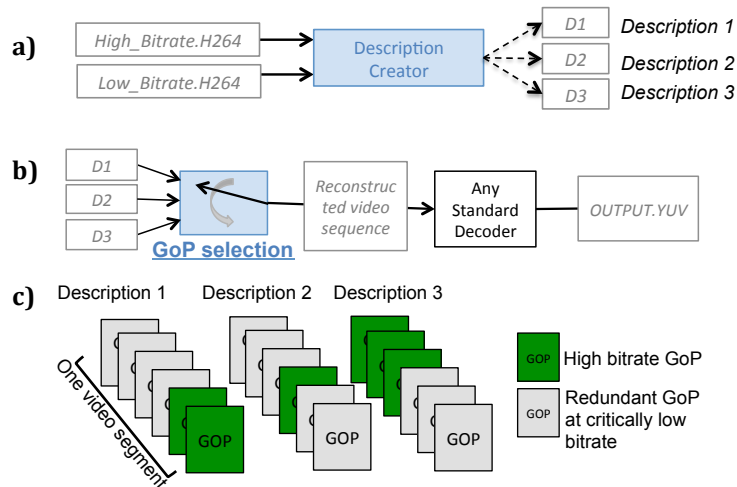 a)
High_Bitrate.H264
Low_Bitrate.H264
Description
Creator
D1
Description 1
D2
Description 2
D3
Description 3
b)
D1
D2
D3
GoP selection
Reconstruc
ted video
sequence
Any
Standard
Decoder
OUTPUT.YUV
c)
Description 1
Description 2
Description 3
One video segment
GOP
GOP
GOP
GOP
High bitrate GoP
GOP
Redundant GoP
at critically low
bitrate